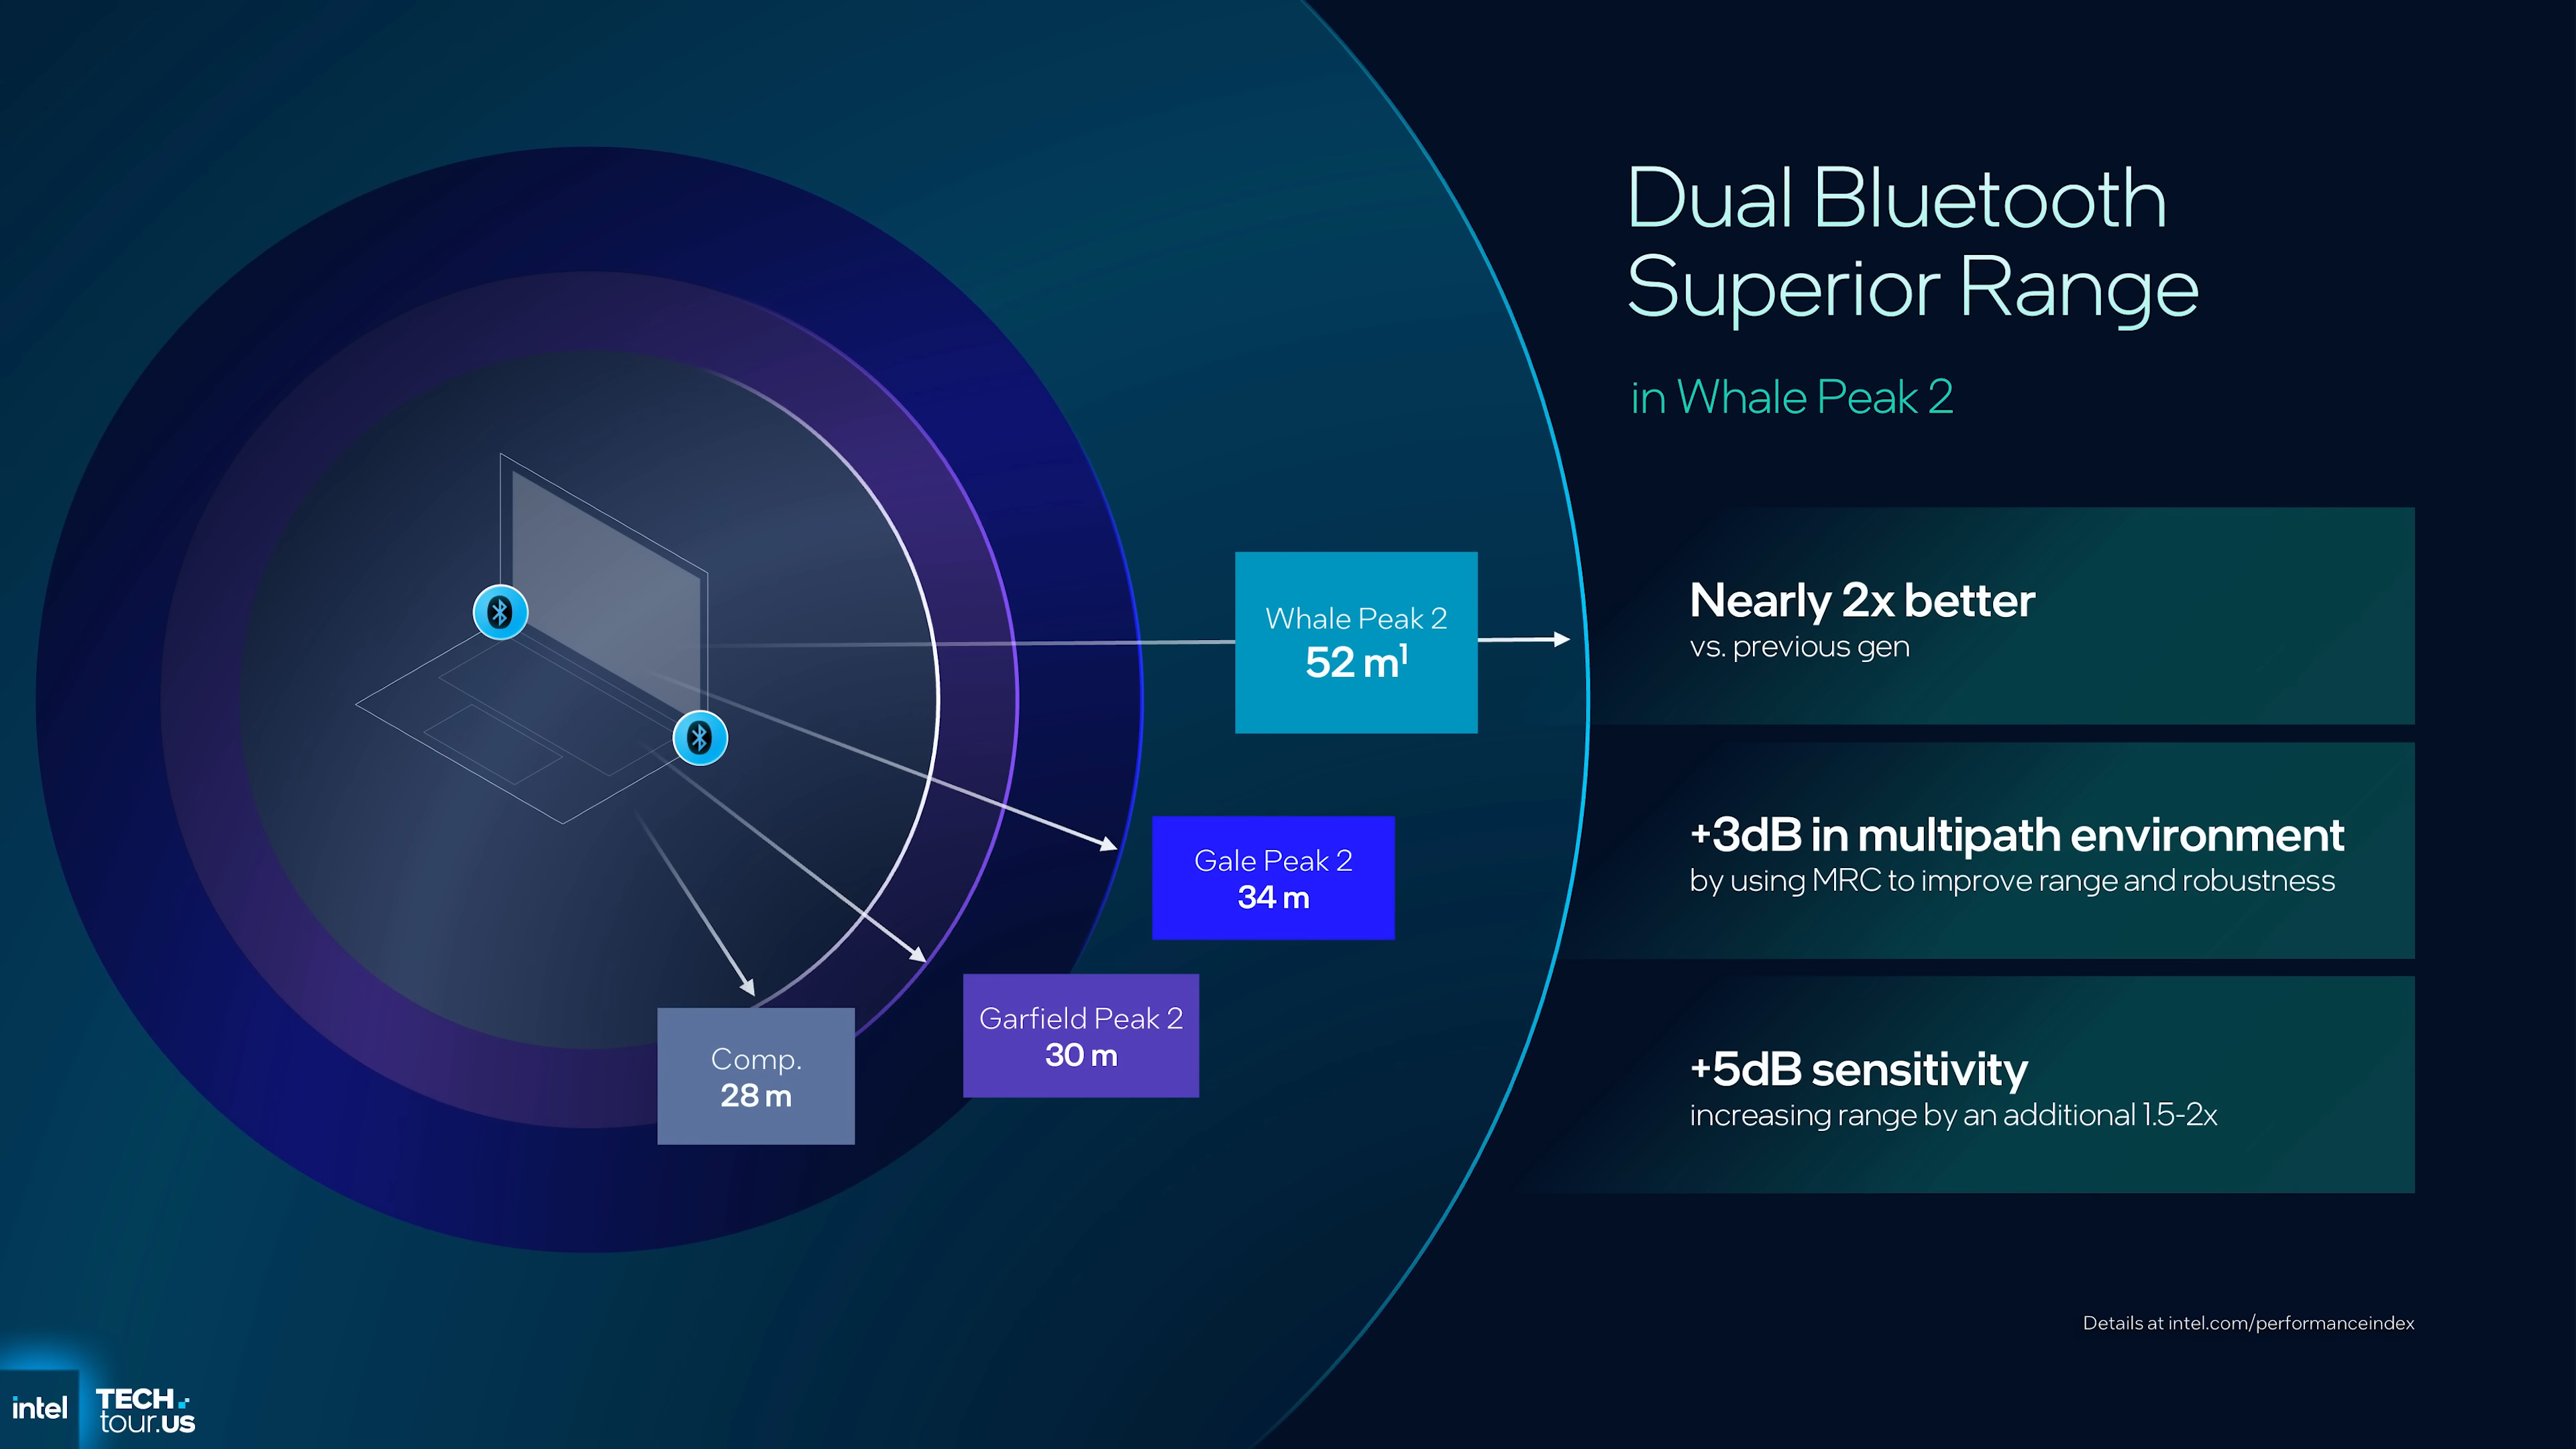 Dual Bluetooth
Superior Range
in Whale Peak 2
Whale Peak 2
52 m¹
Gale Peak 2
34 m
Garfield Peak 2
30 m
Comp.
28 m
Nearly 2x better
vs. previous gen
+3dB in multipath environment
by using MRC to improve range and robustness
+5dB sensitivity
increasing range by an additional 1.5-2x
Details at intel.com/performanceindex
intel
TECH
tour.US